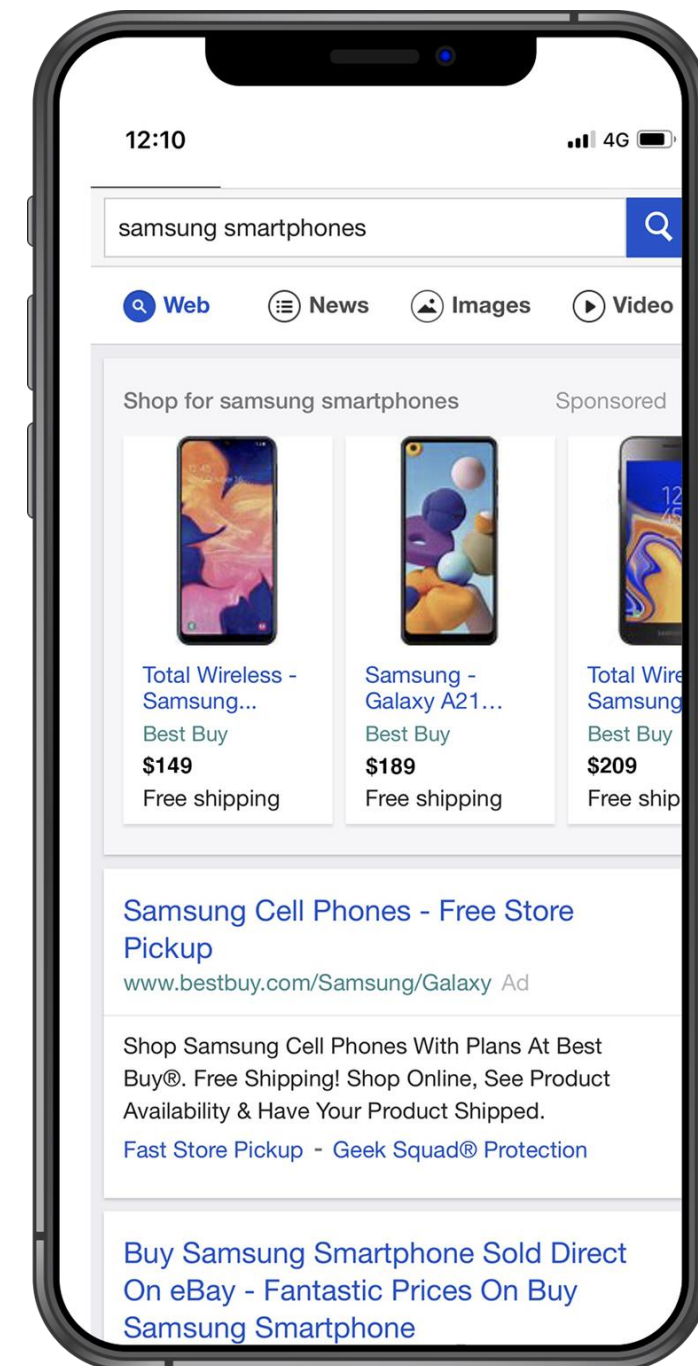 12:10 4G
samsung smartphones
Web News Images Video
Shop for samsung smartphones Sponsored
Total Wireless -
Samsung...
Best Buy
$149
Free shipping
Samsung -
Galaxy A21...
Best Buy
$189
Free shipping
Total Wire
Samsung
Best Buy
$209
Free ship
Samsung Cell Phones - Free Store
Pickup
www.bestbuy.com/Samsung/Galaxy Ad
Shop Samsung Cell Phones With Plans At Best
Buy®. Free Shipping! Shop Online, See Product
Availability & Have Your Product Shipped.
Fast Store Pickup - Geek Squad® Protection
Buy Samsung Smartphone Sold Direct
On eBay - Fantastic Prices On Buy
Samsung Smartphone